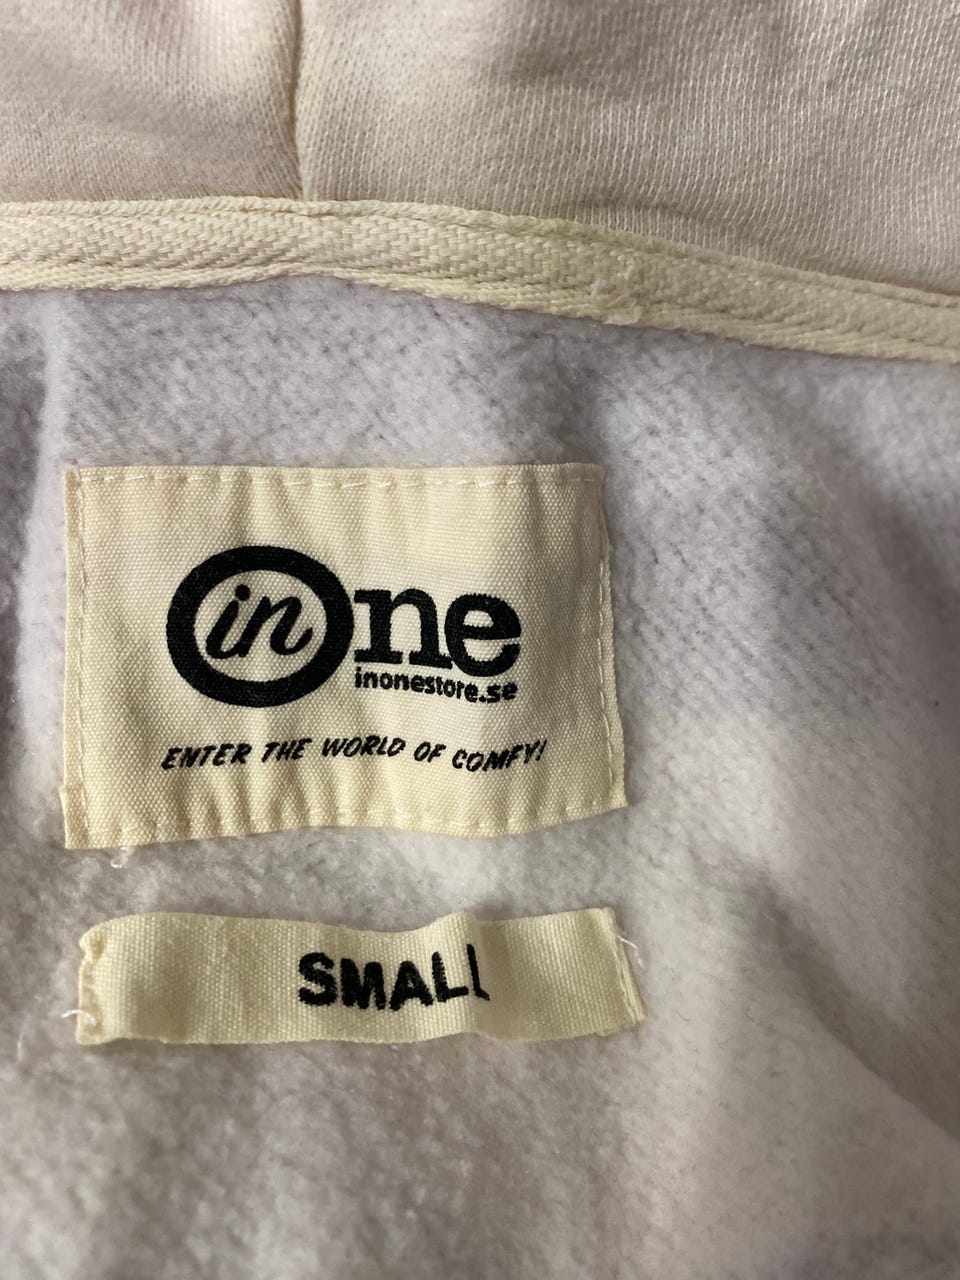 inOne
inonestore.se
ENTER THE WORLD OF COMFY!
SMALL